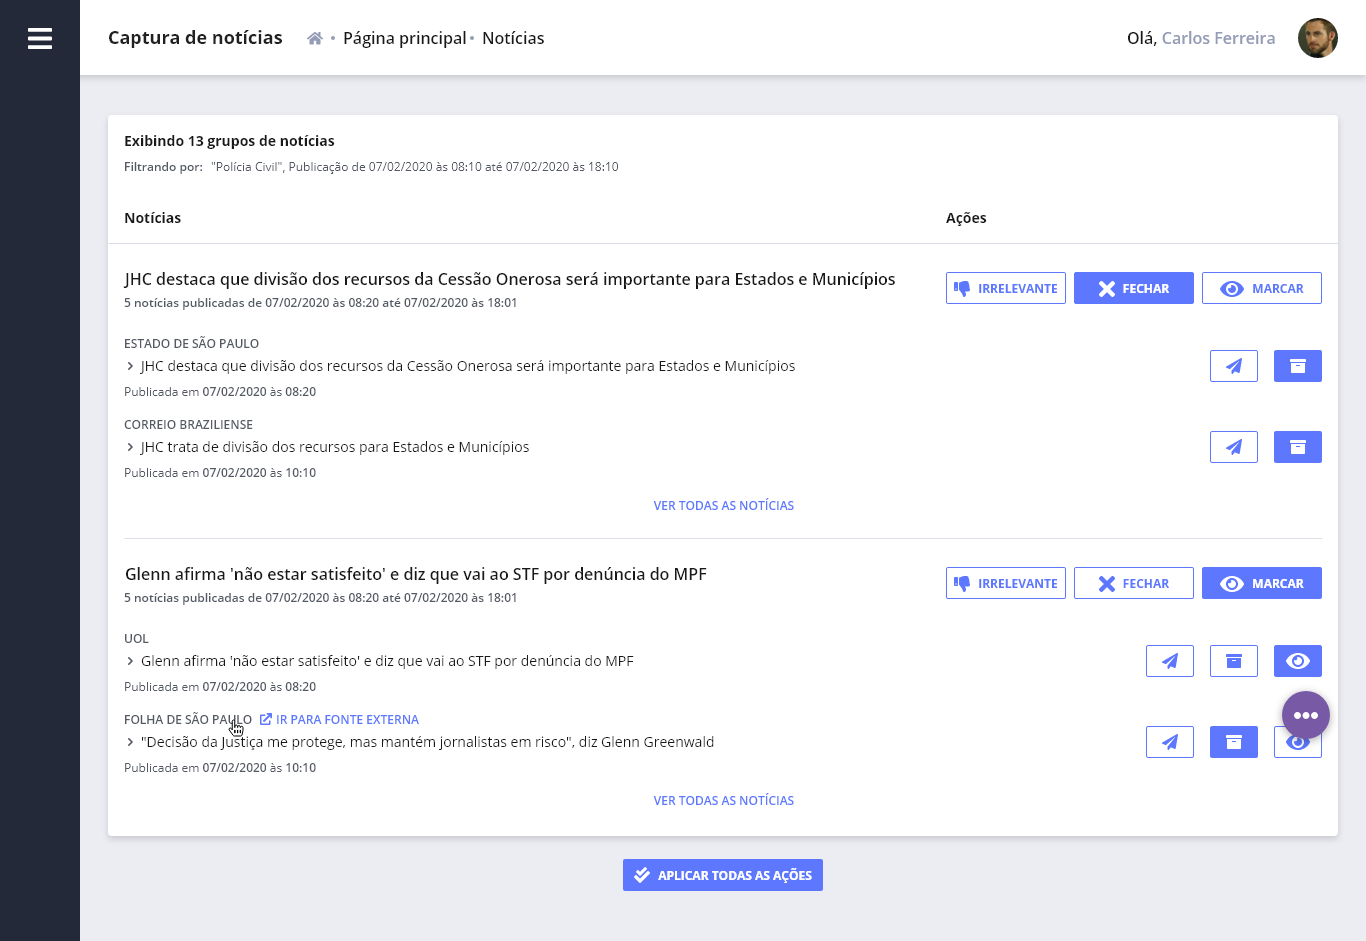 Captura de notícias • Página principal • Notícias Olá, Carlos Ferreira
Exibindo 13 grupos de notícias
Filtrando por: "Polícia Civil", Publicação de 07/02/2020 às 08:10 até 07/02/2020 às 18:10
Notícias Ações
JHC destaca que divisão dos recursos da Cessão Onerosa será importante para Estados e Municípios
5 notícias publicadas de 07/02/2020 às 08:20 até 07/02/2020 às 18:01
IRRELEVANTE FECHAR MARCAR
ESTADO DE SÃO PAULO
JHC destaca que divisão dos recursos da Cessão Onerosa será importante para Estados e Municípios
Publicada em 07/02/2020 às 08:20
CORREIO BRAZILIENSE
JHC trata de divisão dos recursos para Estados e Municípios
Publicada em 07/02/2020 às 10:10
VER TODAS AS NOTÍCIAS
Glenn afirma 'não estar satisfeito' e diz que vai ao STF por denúncia do MPF
5 notícias publicadas de 07/02/2020 às 08:20 até 07/02/2020 às 18:01
IRRELEVANTE FECHAR MARCAR
UOL
Glenn afirma 'não estar satisfeito' e diz que vai ao STF por denúncia do MPF
Publicada em 07/02/2020 às 08:20
FOLHA DE SÃO PAULO IR PARA FONTE EXTERNA
"Decisão da Justiça me protege, mas mantém jornalistas em risco", diz Glenn Greenwald
Publicada em 07/02/2020 às 10:10
VER TODAS AS NOTÍCIAS
APLICAR TODAS AS AÇÕES